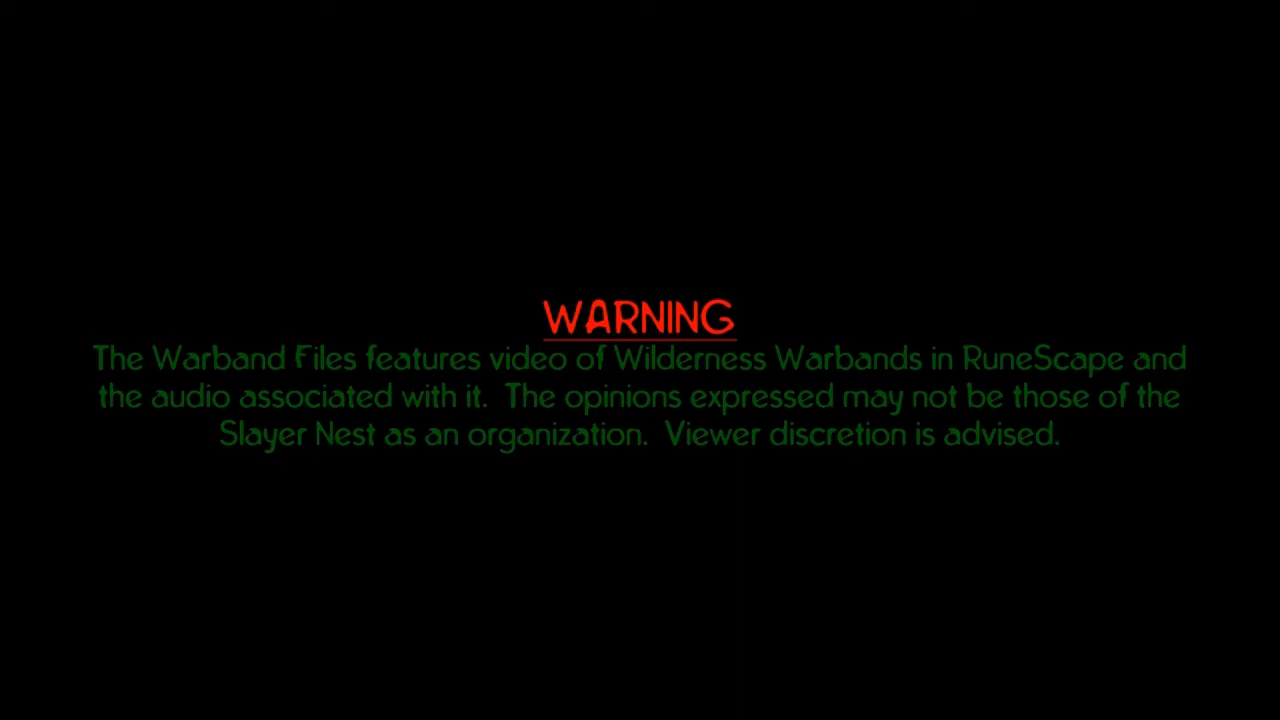 WARNING
The Warband Files features video of Wilderness Warbands in RuneScape and
the audio associated with it.  The opinions expressed may not be those of the
Slayer Nest as an organization.  Viewer discretion is advised.